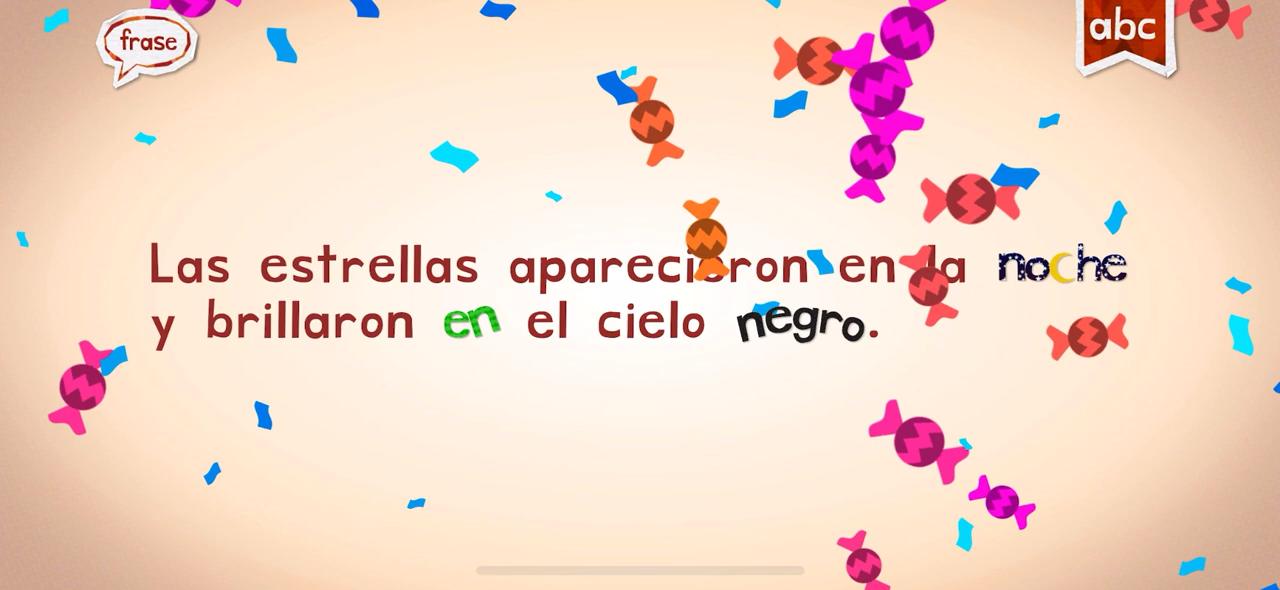 frase
abc
Las estrellas aparecieron en la noche
y brillaron en el cielo negro.